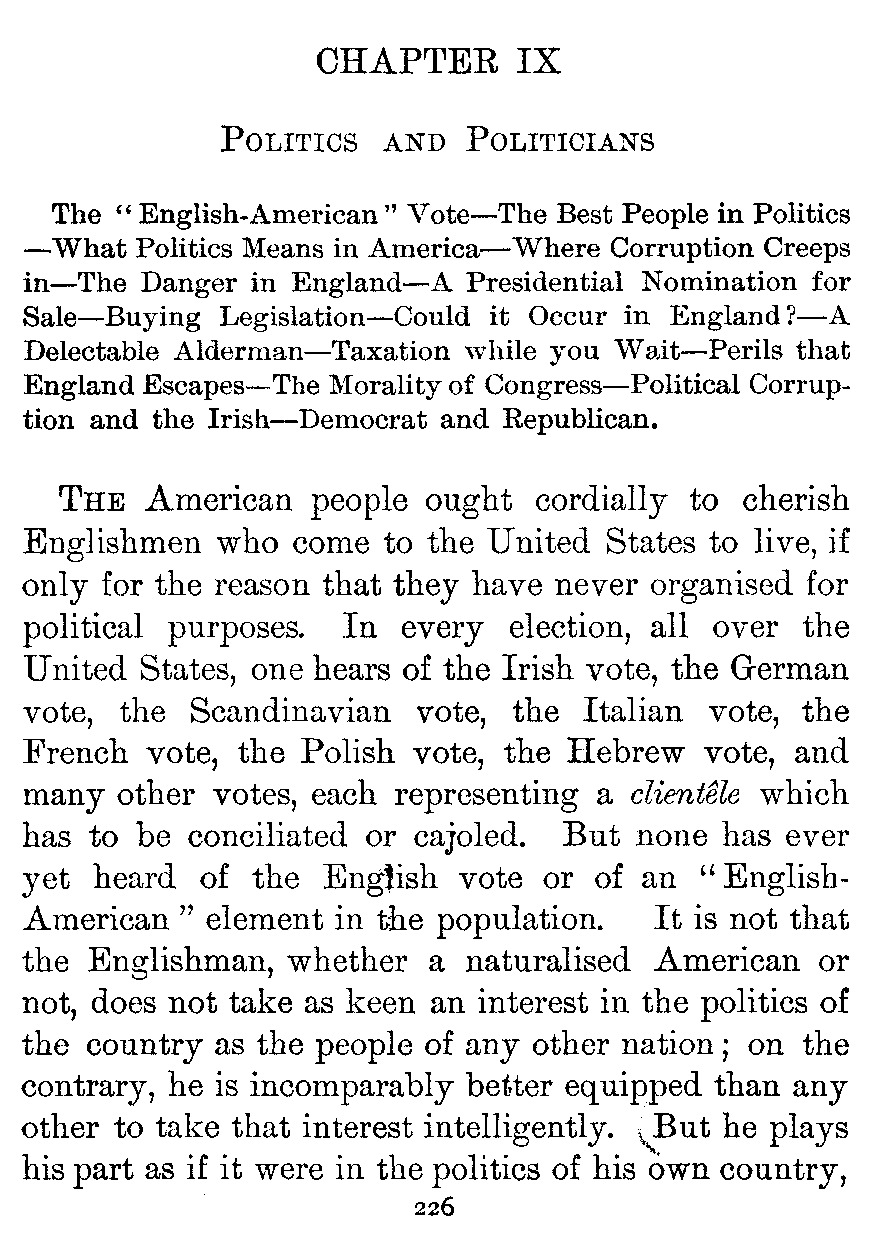 CHAPTER IX
POLITICS AND POLITICIANS
The “ English-American ” Vote—The Best People in Politics
—What Politics Means in America—Where Corruption Creeps
in—The Danger in England—A Presidential Nomination for
Sale—Buying Legislation—Could it Occur in England?—A
Delectable Alderman—Taxation while you Wait—Perils that
England Escapes—The Morality of Congress—Political Corrup-
tion and the Irish—Democrat and Republican.
THE American people ought cordially to cherish
Englishmen who come to the United States to live, if
only for the reason that they have never organised for
political purposes. In every election, all over the
United States, one hears of the Irish vote, the German
vote, the Scandinavian vote, the Italian vote, the
French vote, the Polish vote, the Hebrew vote, and
many other votes, each representing a clientêle which
has to be conciliated or cajoled. But none has ever
yet heard of the English vote or of an “ English-
American ” element in the population. It is not that
the Englishman, whether a naturalised American or
not, does not take as keen an interest in the politics of
the country as the people of any other nation ; on the
contrary, he is incomparably better equipped than any
other to take that interest intelligently. But he plays
his part as if it were in the politics of his own country,
226